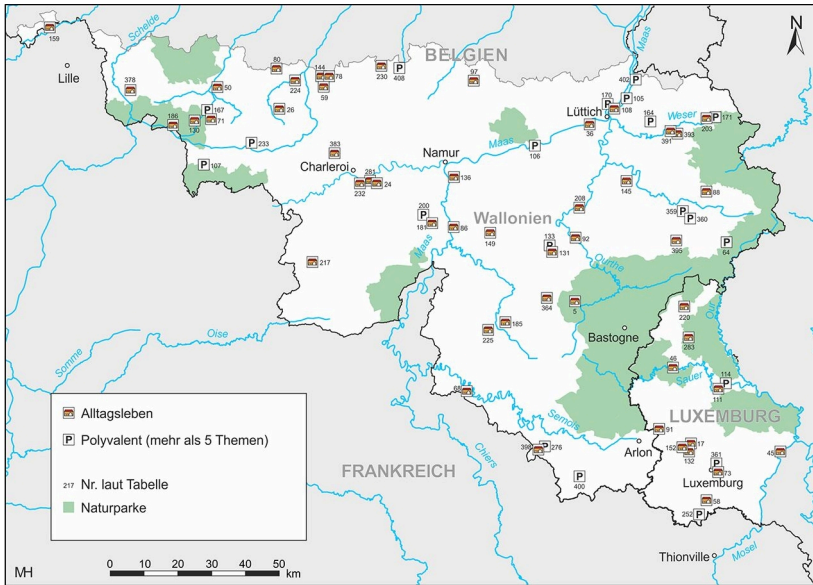 N
159
Schelde
Lille
378
50
80
224
144
78
59
230
408
BELGIEN
97
Maas
402
105
170
108
Lüttich
36
164
Weser
391
393
203
171
186
130
167
71
26
233
107
383
Charleroi
281
232
24
Namur
136
Maas
106
145
88
208
Wallonien
359
360
200
181
66
149
133
131
92
395
64
Maas
Ourthe
217
364
5
Our
220
Oise
Somme
225
185
Bastogne
283
46
Sauer
114
111
68
Semois
LUXEMBURG
Chiers
91
Arlon
398
276
152
17
132
361
73
Luxemburg
45
FRANKREICH
400
58
252
Thionville
Mosel
Alltagsleben
P Polyvalent (mehr als 5 Themen)
217 Nr. laut Tabelle
Naturparke
MH
0 10 20 30 40 50
km